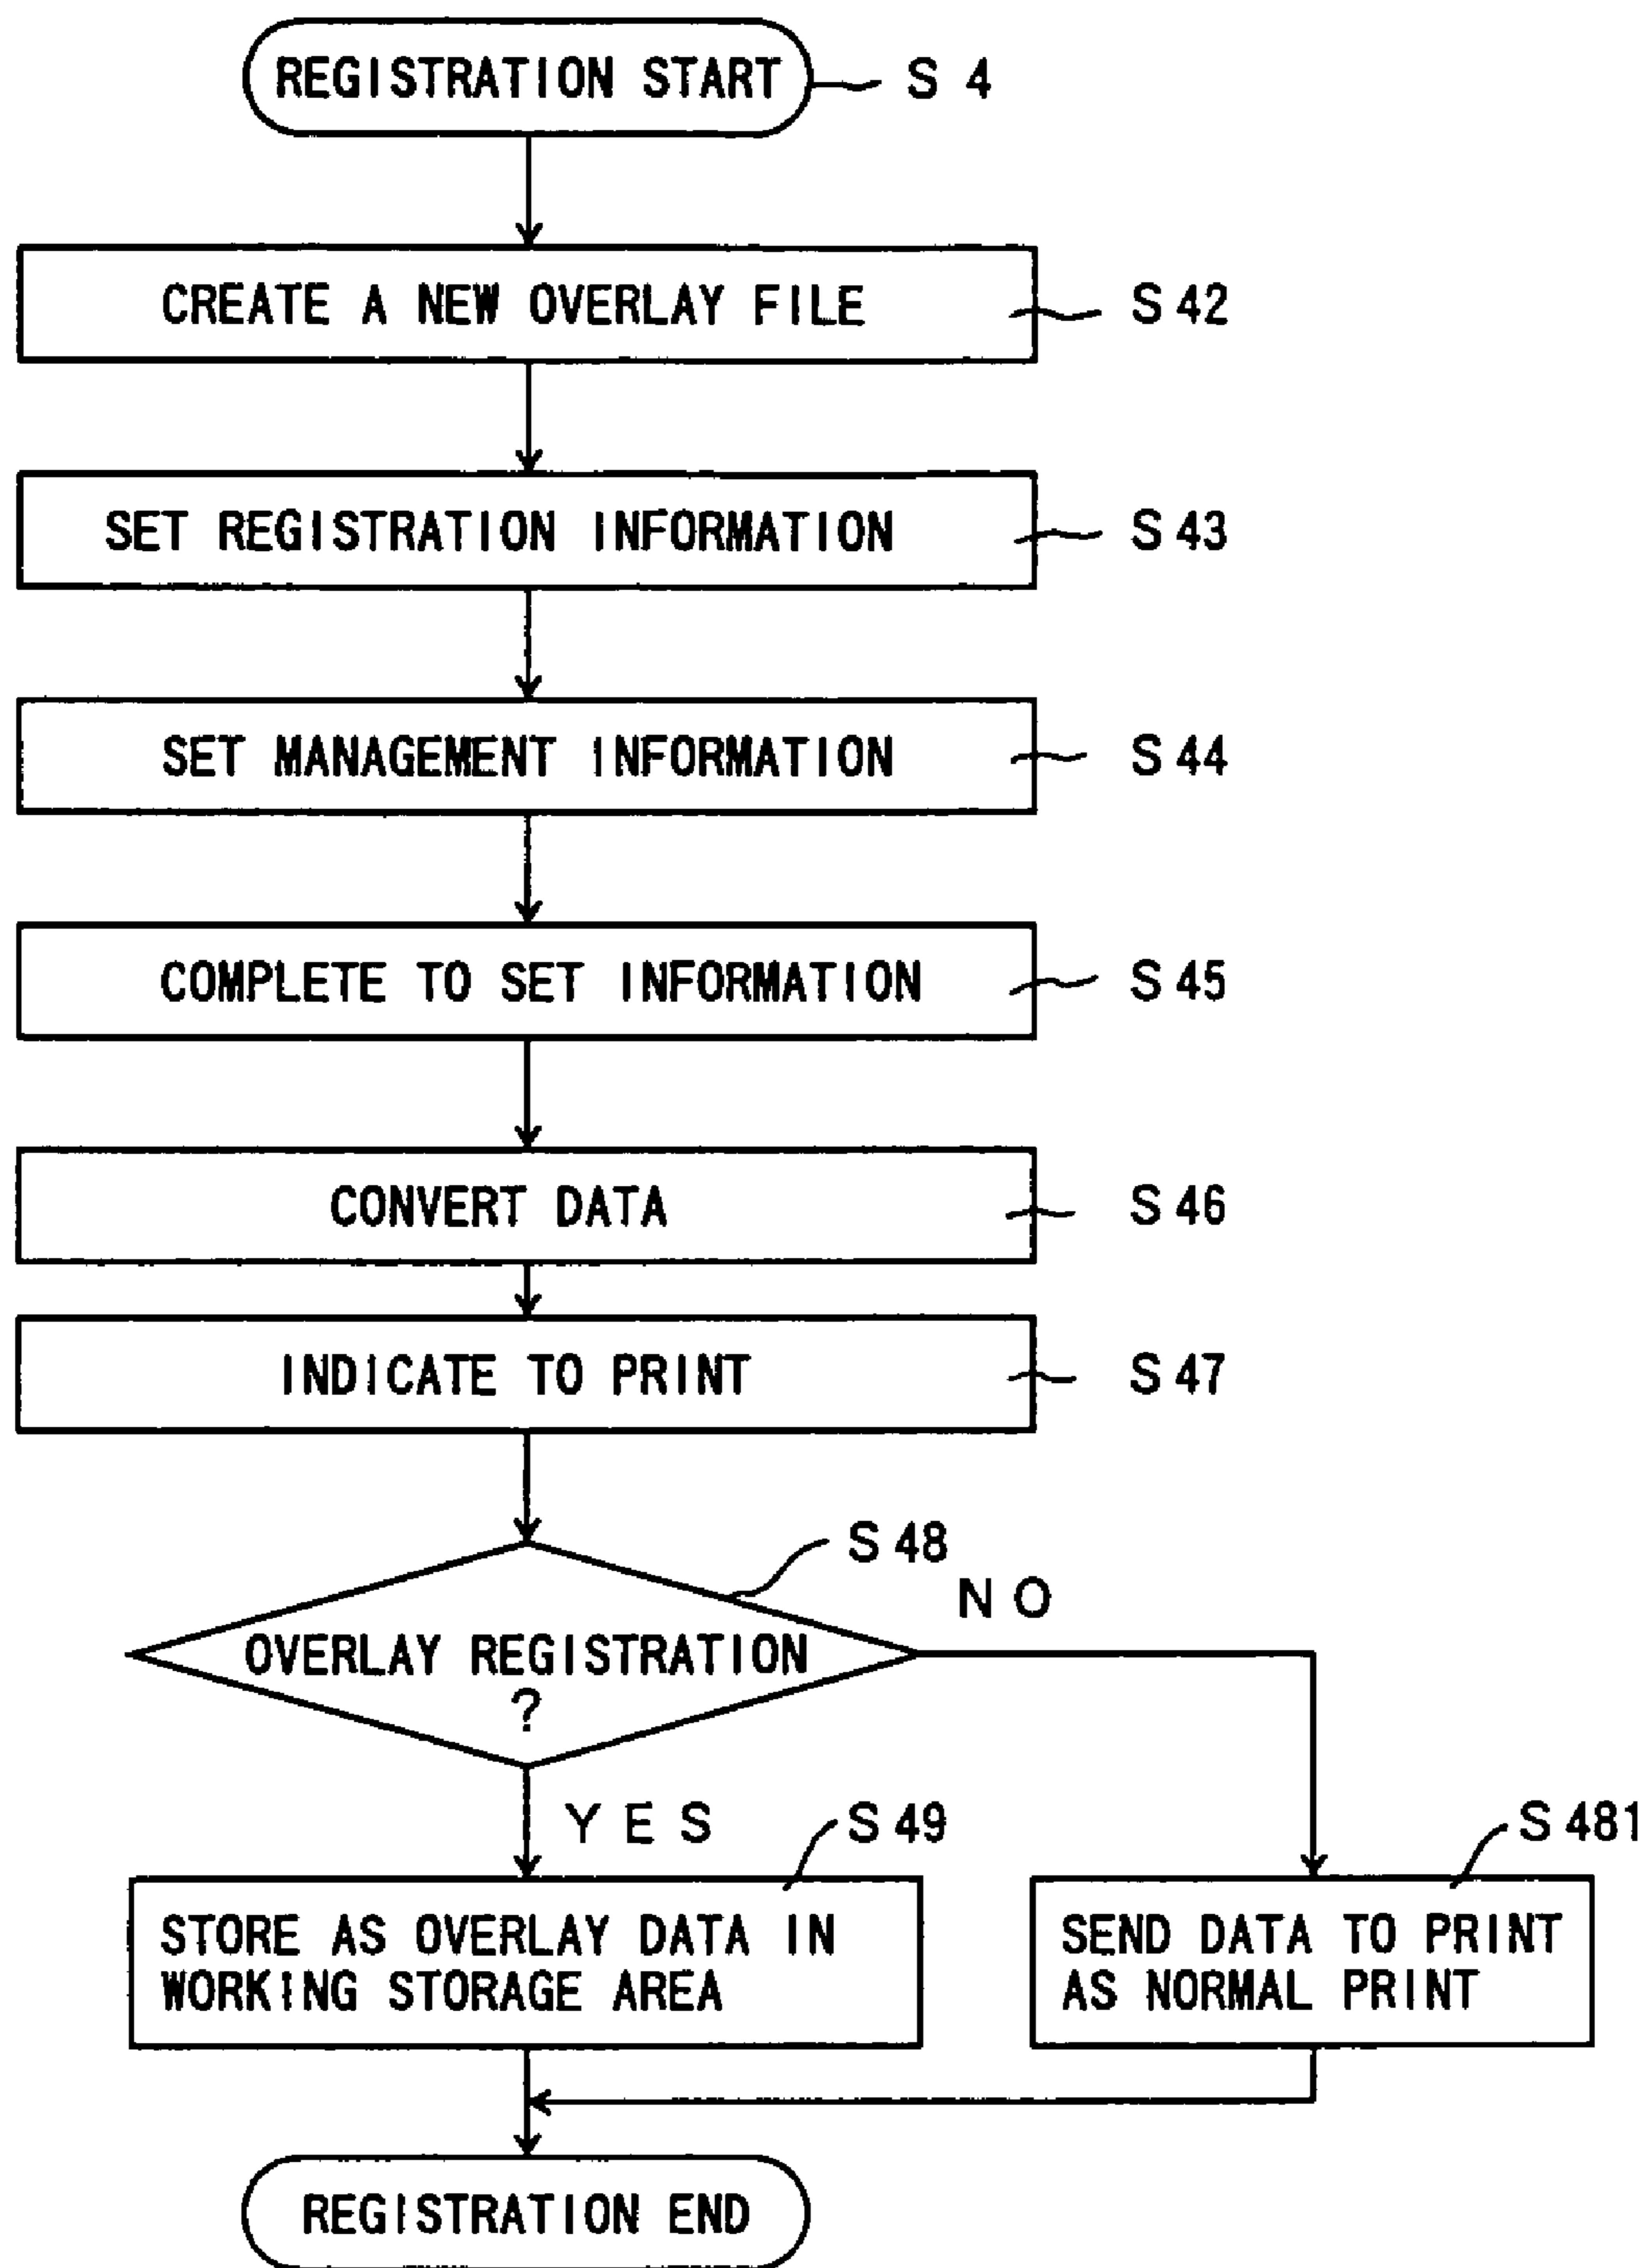 REGISTRATION START
S 4
CREATE A NEW OVERLAY FILE
S 42
SET REGISTRATION INFORMATION
S 43
SET MANAGEMENT INFORMATION
S 44
COMPLETE TO SET INFORMATION
S 45
CONVERT DATA
S 46
INDICATE TO PRINT
S 47
S 48
NO
OVERLAY REGISTRATION
?
YES
S 49
S 481
STORE AS OVERLAY DATA IN
WORKING STORAGE AREA
SEND DATA TO PRINT
AS NORMAL PRINT
REGISTRATION END